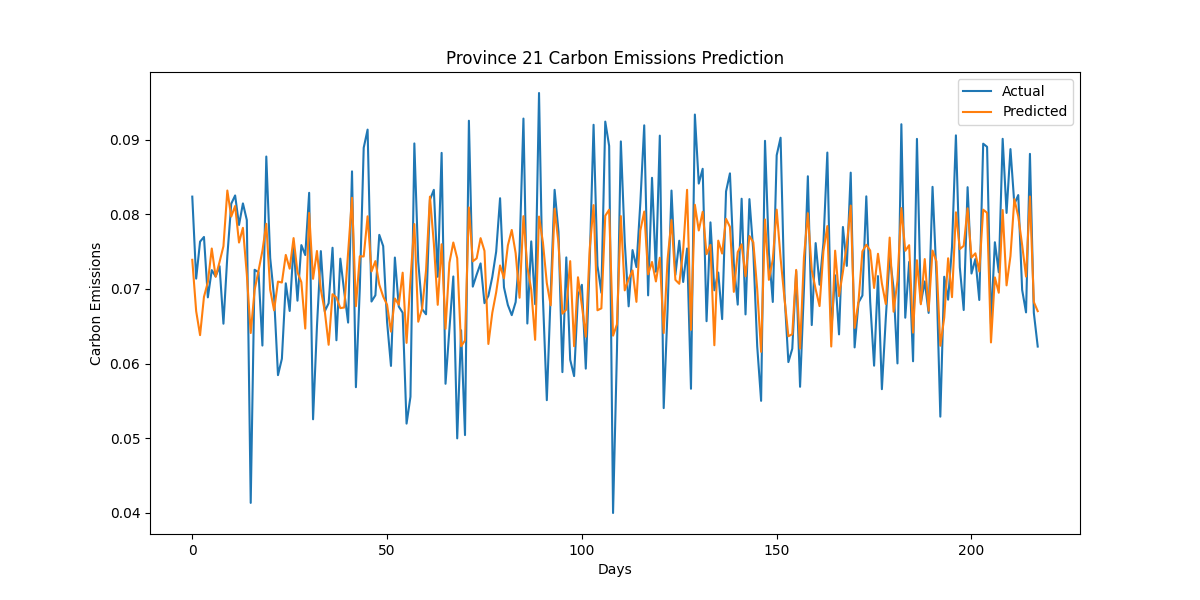 Province 21 Carbon Emissions Prediction
Actual
Predicted
0.09
0.08
0.07
0.06
0.05
0.04
Carbon Emissions
0
50
100
150
200
Days